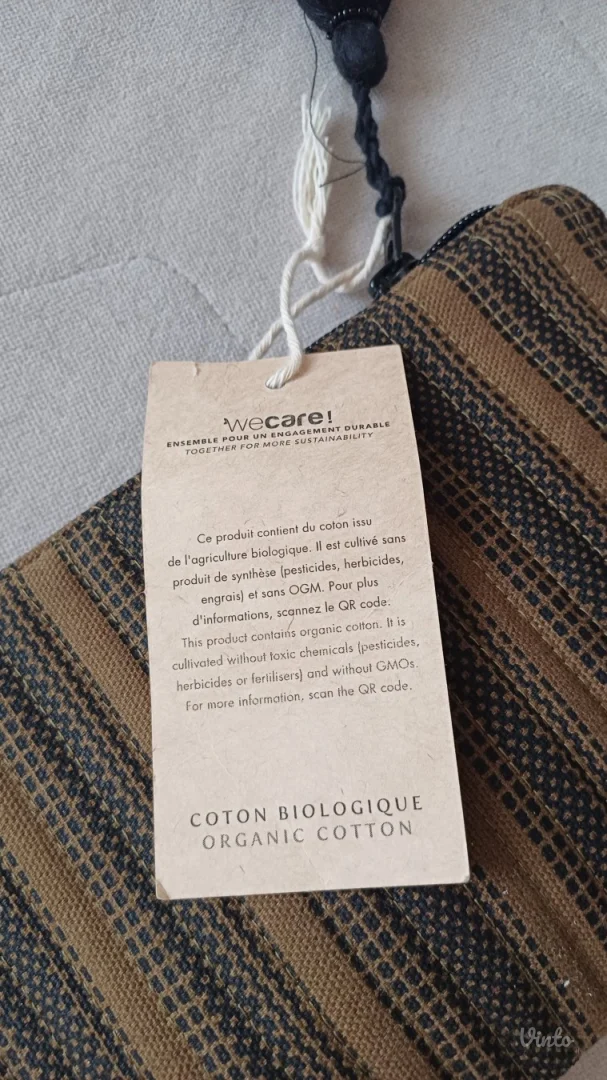 wecare!
ENSEMBLE POUR UN ENGAGEMENT DURABLE
TOGETHER FOR MORE SUSTAINABILITY
Ce produit contient du coton issu
de l'agriculture biologique. Il est cultivé sans
produit de synthèse (pesticides, herbicides,
engrais) et sans OGM. Pour plus
d'informations, scannez le QR code.
This product contains organic cotton. It is
cultivated without toxic chemicals (pesticides,
herbicides or fertilisers) and without GMOs.
For more information, scan the QR code.
COTON BIOLOGIQUE
ORGANIC COTTON
Vinto